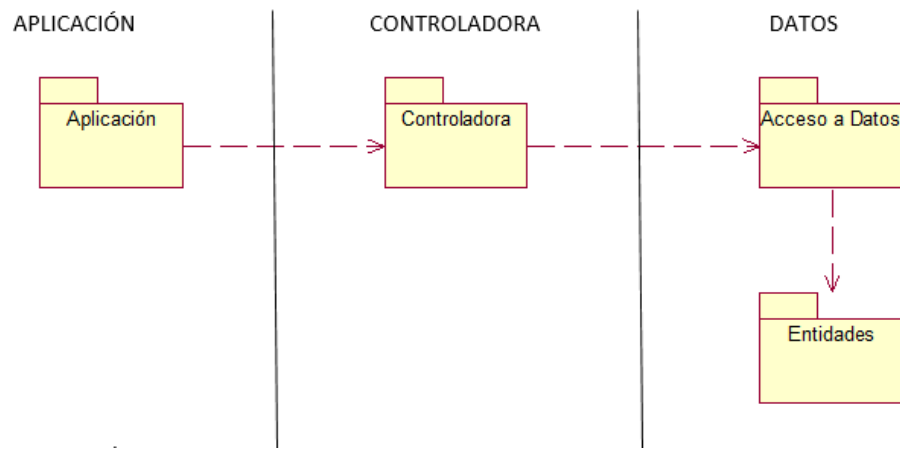 APLICACIÓN
CONTROLADORA
DATOS
Aplicación
Controladora
Acceso a Datos
Entidades